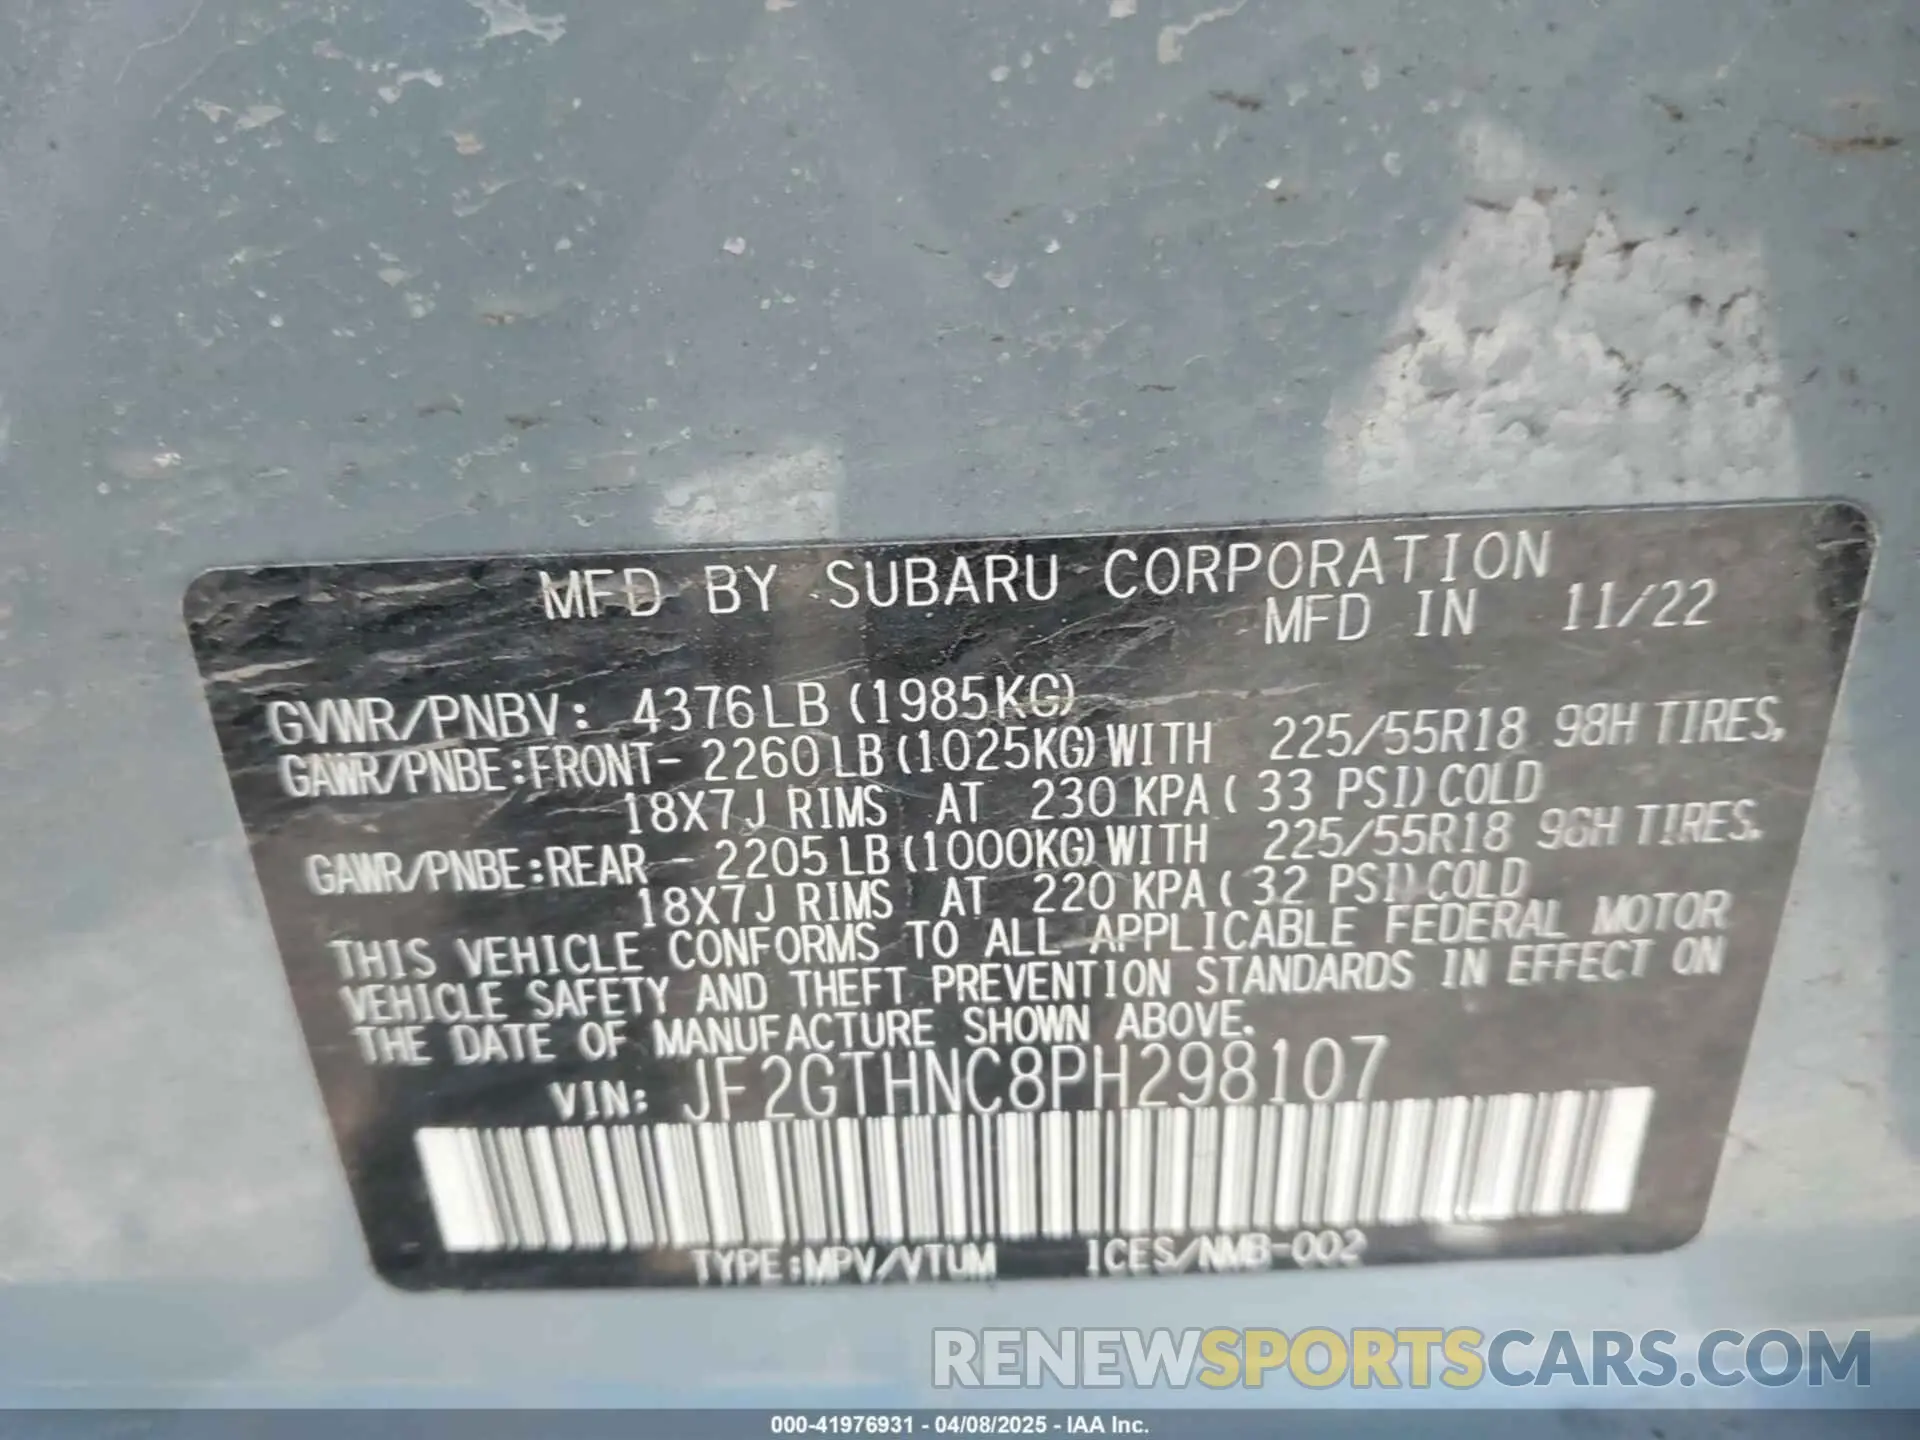 MFD BY SUBARU CORPORATION
MFD IN 11/22
GVWR/PNBV: 4376LB (1985KG)
GAWR/PNBE:FRONT- 2260LB (1025KG) WITH 225/55R18 98H TIRES,
18X7J RIMS AT 230 KPA ( 33 PSI) COLD
GAWR/PNBE:REAR - 2205LB (1000KG) WITH 225/55R18 98H TIRES,
18X7J RIMS AT 220 KPA ( 32 PSI) COLD
THIS VEHICLE CONFORMS TO ALL APPLICABLE FEDERAL MOTOR
VEHICLE SAFETY AND THEFT PREVENTION STANDARDS IN EFFECT ON
THE DATE OF MANUFACTURE SHOWN ABOVE.
VIN: JF2GTHNC8PH298107
TYPE:MPV/VTUM ICES/NMB-002
RENEWSPORTSCARS.COM
000-41976931 - 04/08/2025 - IAA Inc.